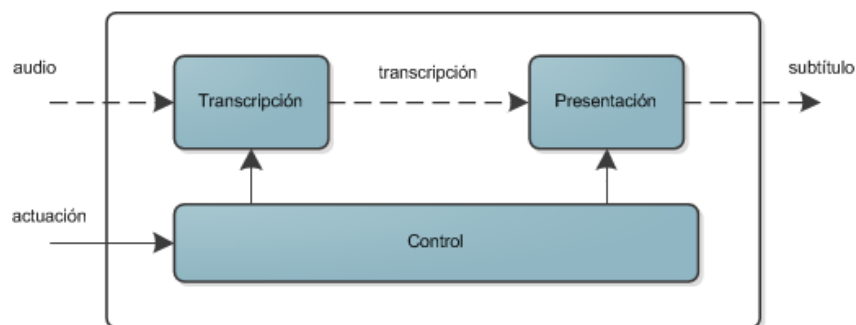 audio
transcripción
subtítulo
Transcripción
Presentación
actuación
Control